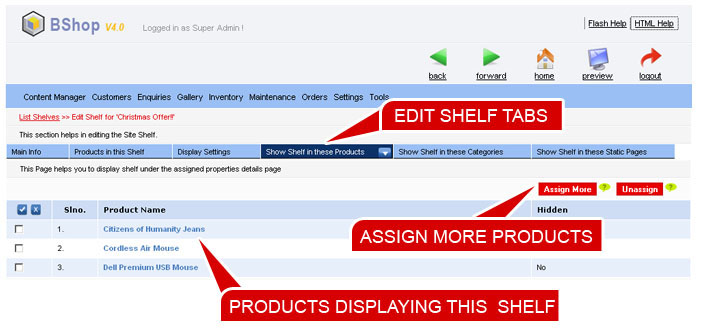 BShop V4.0
Logged in as Super Admin !
Flash Help
HTML Help
back forward home preview logout
Content Manager Customers Enquiries Gallery Inventory Maintenance Orders Settings Tools
EDIT SHELF TABS
List Shelves >> Edit Shelf for 'Christmas Offer!!'
This section helps in editing the Site Shelf.
Main Info Products in this Shelf Display Settings Show Shelf in these Products Show Shelf in these Categories Show Shelf in these Static Pages
This Page helps you to display shelf under the assigned properties details page
Assign More ? Unassign ?
Slno. Product Name Hidden
1. Citizens of Humanity Jeans
ASSIGN MORE PRODUCTS
2. Cordless Air Mouse
3. Dell Premium USB Mouse No
PRODUCTS DISPLAYING THIS SHELF